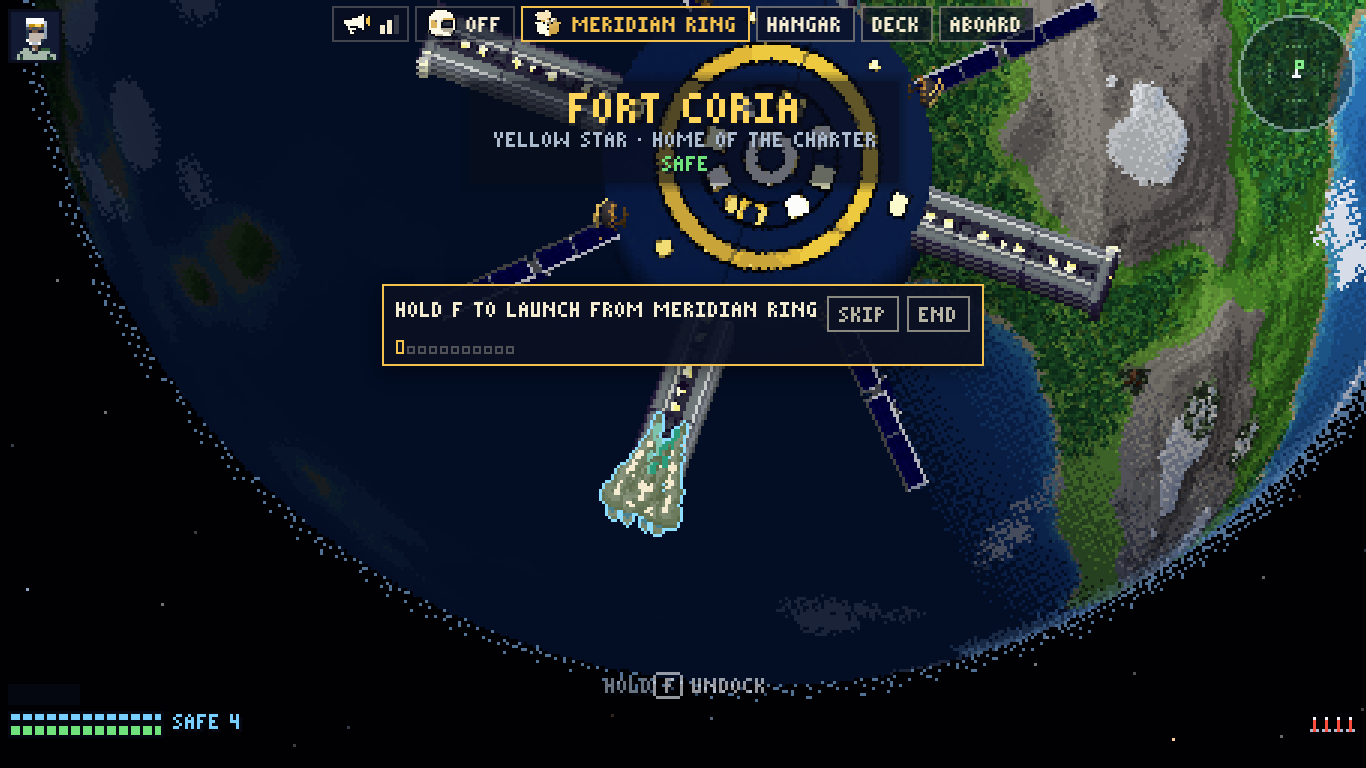 OFF
MERIDIAN RING
HANGAR
DECK
ABOARD
P
FORT CORIA
YELLOW STAR · HOME OF THE CHARTER
SAFE
HOLD F TO LAUNCH FROM MERIDIAN RING
SKIP
END
HOLD F UNDOCK
SAFE 4